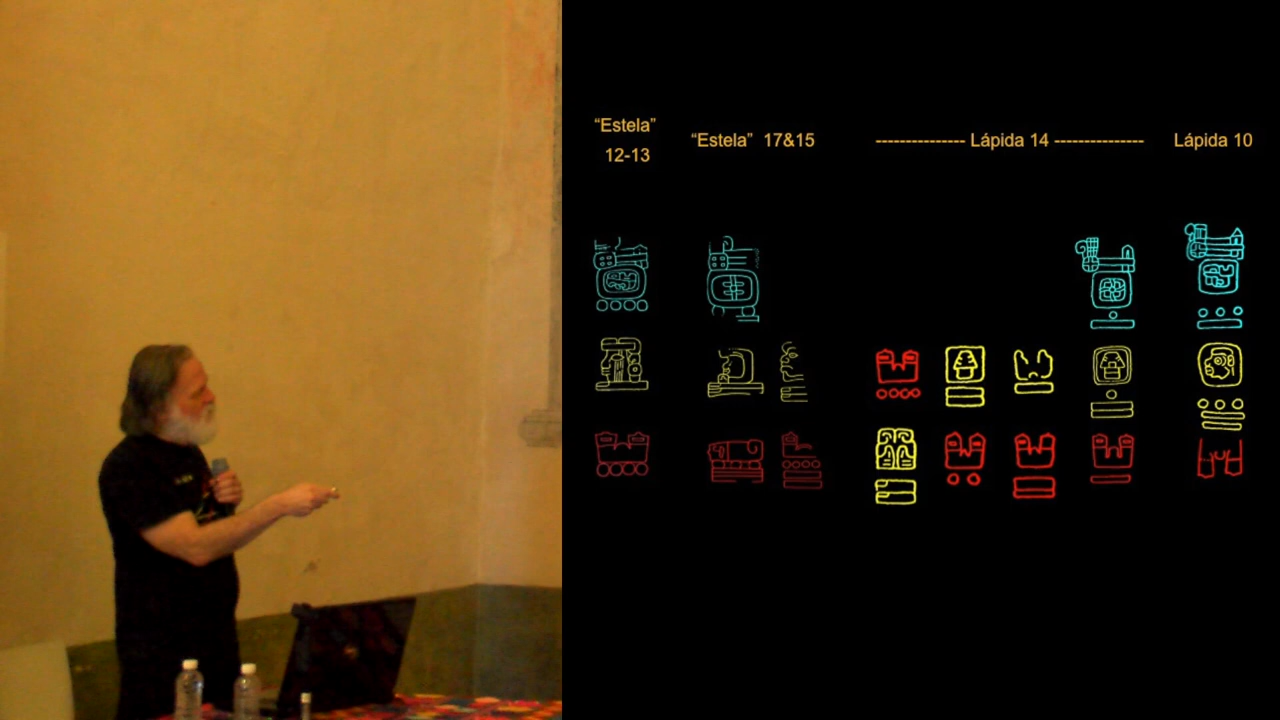 “Estela”
12-13
“Estela” 17&15
--------------- Lápida 14 ---------------
Lápida 10